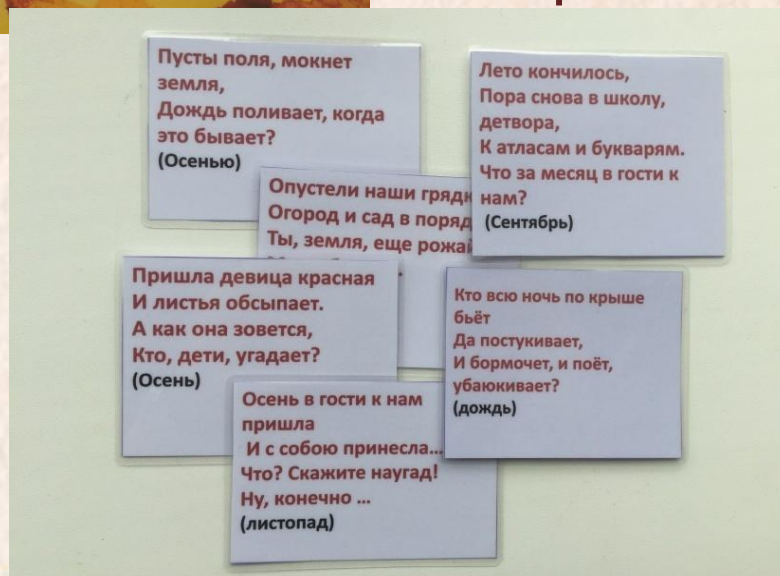 Пусты поля, мокнет
земля,
Дождь поливает, когда
это бывает?
(Осенью)
Лето кончилось,
Пора снова в школу,
детвора,
К атласам и букварям.
Что за месяц в гости к
нам?
(Сентябрь)
Опустели наши
Огород и сад в
Ты, земля, еще
Пришла девица красная
И листья обсыпает.
А как она зовется,
Кто, дети, угадает?
(Осень)
Кто всю ночь по крыше
бьёт
Да постукивает,
И бормочет, и поёт,
убаюкивает?
(дождь)
Осень в гости к нам
пришла
И с собою принесла...
Что? Скажите наугад!
Ну, конечно ...
(листопад)